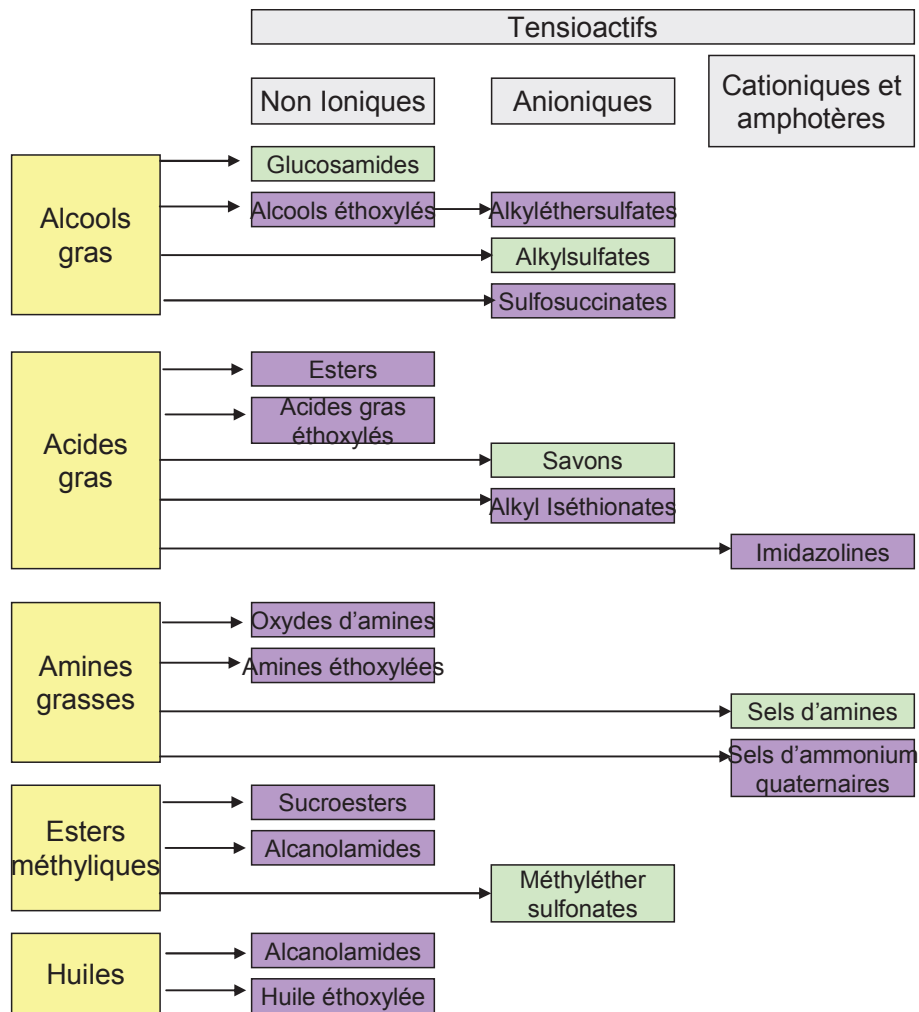 Tensioactifs
Non Ioniques
Anioniques
Cationiques et
amphotères
Alcools
gras
Glucosamides
Alcools éthoxylés
Alkyléthersulfates
Alkylsulfates
Sulfosuccinates
Acides
gras
Esters
Acides gras
éthoxylés
Savons
Alkyl Iséthionates
Imidazolines
Amines
grasses
Oxydes d’amines
Amines éthoxylées
Sels d’amines
Sels d’ammonium
quaternaires
Esters
méthyliques
Sucroesters
Alcanolamides
Méthyléther
sulfonates
Huiles
Alcanolamides
Huile éthoxylée